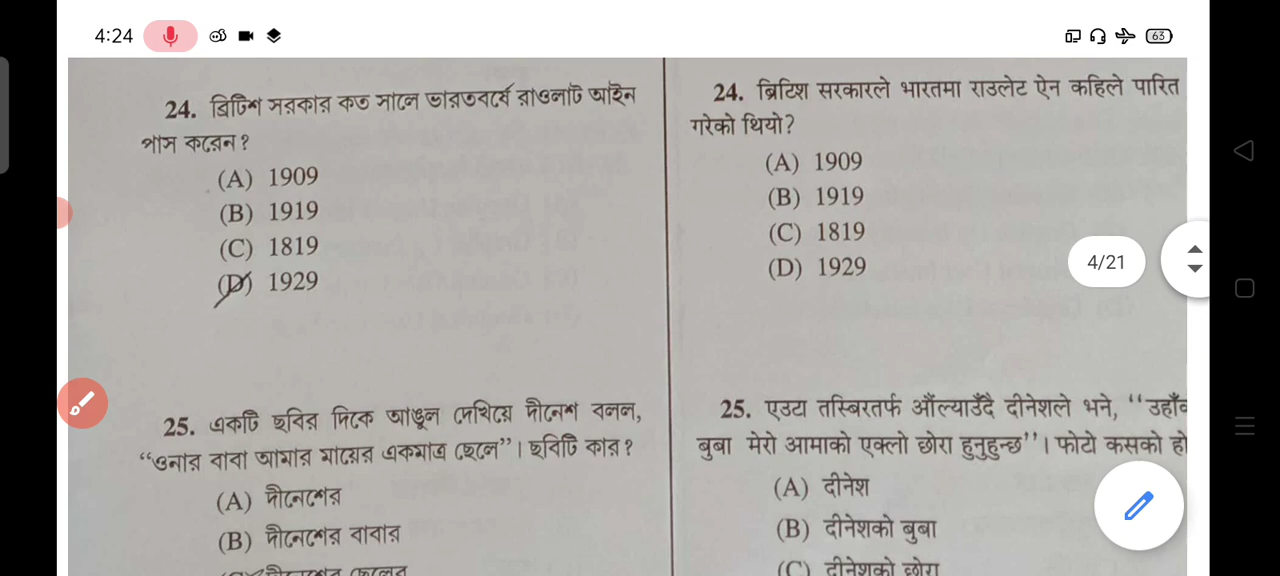 4:24
63
24. ব্রিটিশ সরকার কত সালে ভারতবর্ষে রাওলাট আইন
পাস করেন?
(A) 1909
(B) 1919
(C) 1819
(D) 1929
25. একটি ছবির দিকে আঙুল দেখিয়ে দীনেশ বলল,
“ওনার বাবা আমার মায়ের একমাত্র ছেলে”। ছবিটি কার?
(A) দীনেশের
(B) দীনেশের বাবার
দীনেশের ছেলের
24. ब्रिटिश सरकारले भारतमा राउलेट ऐन कहिले पारित
गरेको थियो?
(A) 1909
(B) 1919
(C) 1819
(D) 1929
4/21
25. एउटा तस्बिरतर्फ औंल्याउँदै दीनेशले भने, “उहाँक
बुबा मेरो आमाको एक्लो छोरा हुनुहुन्छ”। फोटो कसको हो
(A) दीनेश
(B) दीनेशको बुबा
(C) दीनेशको छोरा